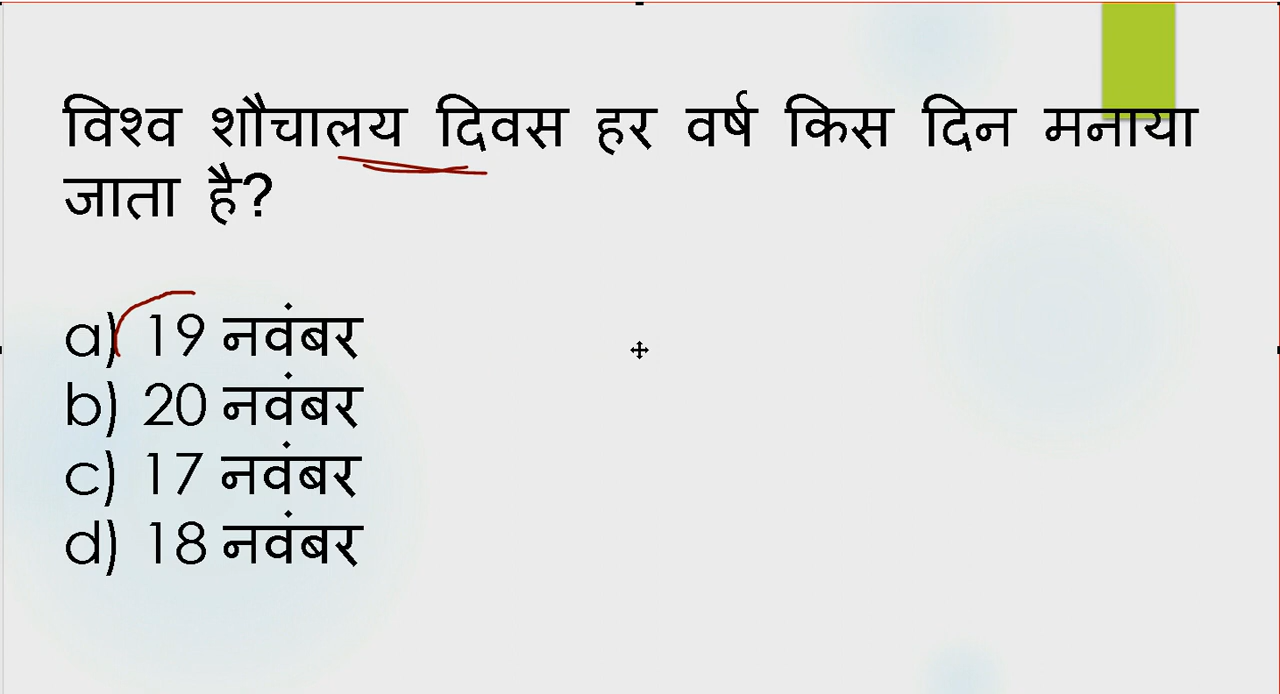 विश्व शौचालय दिवस हर वर्ष किस दिन मनाया
जाता है?
a) 19 नवंबर
b) 20 नवंबर
c) 17 नवंबर
d) 18 नवंबर